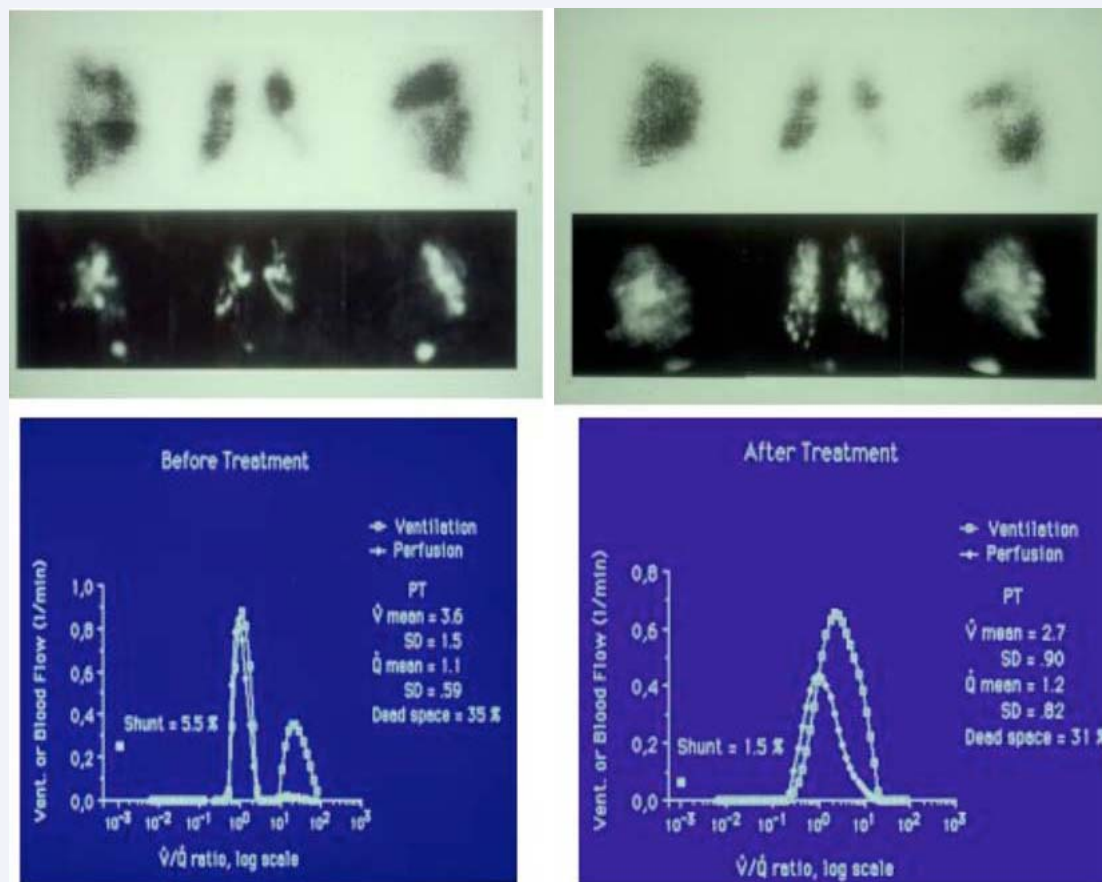 Before Treatment
Ventilation
Perfusion
PT
V̇ mean = 3.6
SD = 1.5
Q̇ mean = 1.1
SD = .59
Dead space = 35 %
Shunt = 5.5 %
Vent. or Blood Flow (1/min)
1,0
0,8
0,6
0,4
0,2
0,0
10⁻³ 10⁻² 10⁻¹ 10⁰ 10¹ 10² 10³
V̇/Q̇ ratio, log scale
After Treatment
Ventilation
Perfusion
PT
V̇ mean = 2.7
SD = .90
Q̇ mean = 1.2
SD = .82
Dead space = 31 %
Shunt = 1.5 %
Vent. or Blood Flow (1/min)
0,8
0,6
0,4
0,2
0,0
10⁻³ 10⁻² 10⁻¹ 10⁰ 10¹ 10² 10³
V̇/Q̇ ratio, log scale